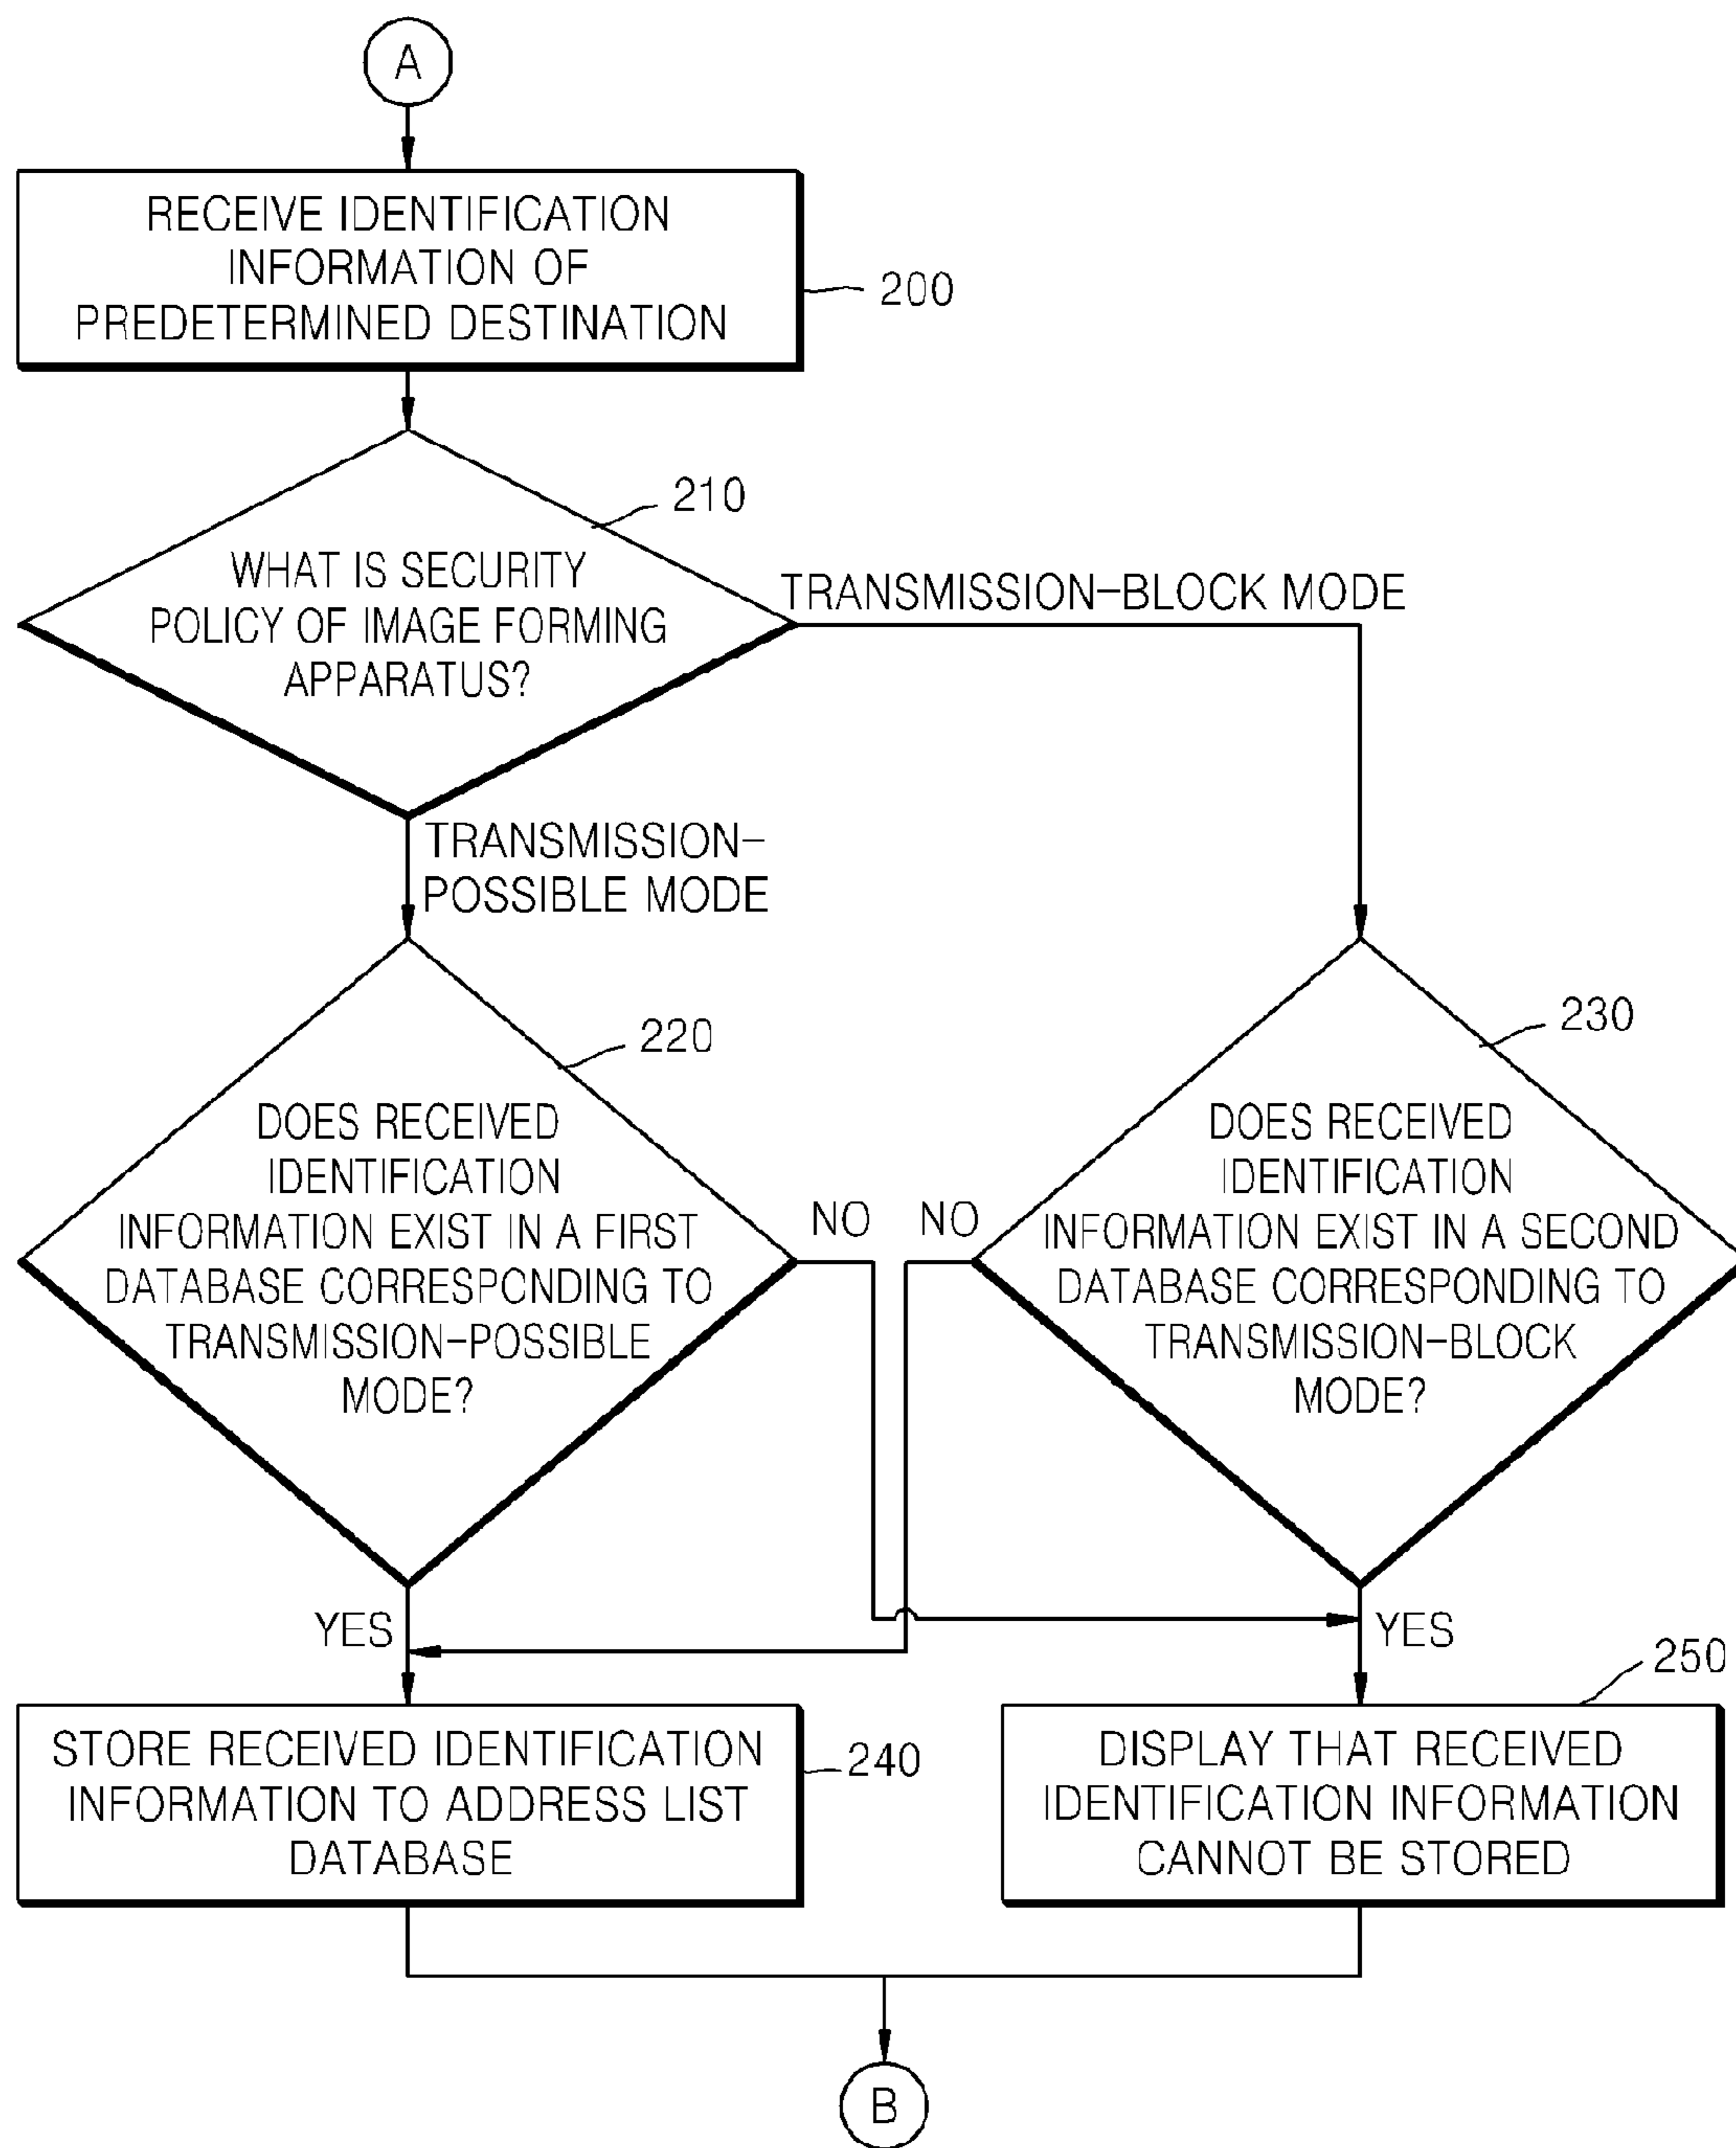 A
RECEIVE IDENTIFICATION
INFORMATION OF
PREDETERMINED DESTINATION
200
210
WHAT IS SECURITY
POLICY OF IMAGE FORMING
APPARATUS?
TRANSMISSION-BLOCK MODE
TRANSMISSION-
POSSIBLE MODE
220
DOES RECEIVED
IDENTIFICATION
INFORMATION EXIST IN A FIRST
DATABASE CORRESPONDING TO
TRANSMISSION-POSSIBLE
MODE?
NO
YES
230
DOES RECEIVED
IDENTIFICATION
INFORMATION EXIST IN A SECOND
DATABASE CORRESPONDING TO
TRANSMISSION-BLOCK
MODE?
NO
YES
STORE RECEIVED IDENTIFICATION
INFORMATION TO ADDRESS LIST
DATABASE
240
250
DISPLAY THAT RECEIVED
IDENTIFICATION INFORMATION
CANNOT BE STORED
B